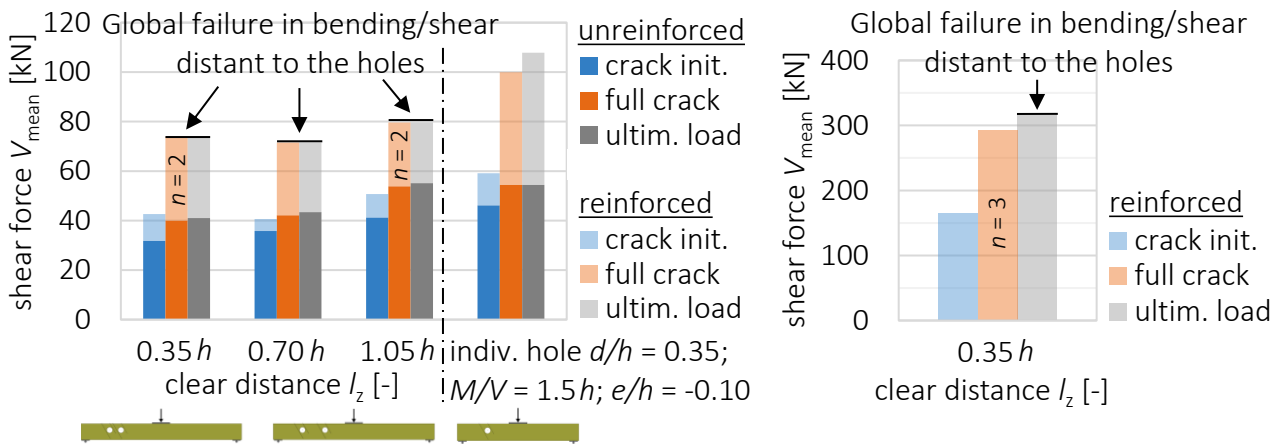 Global failure in bending/shear
distant to the holes
shear force Vmean [kN]
120
100
80
60
40
20
0
n = 2
n = 2
unreinforced
crack init.
full crack
ultim. load
reinforced
crack init.
full crack
ultim. load
0.35 h
0.70 h
1.05 h
clear distance lz [-]
indiv. hole d/h = 0.35;
M/V = 1.5 h; e/h = -0.10
Global failure in bending/shear
distant to the holes
shear force Vmean [kN]
400
300
200
100
0
n = 3
reinforced
crack init.
full crack
ultim. load
0.35 h
clear distance lz [-]